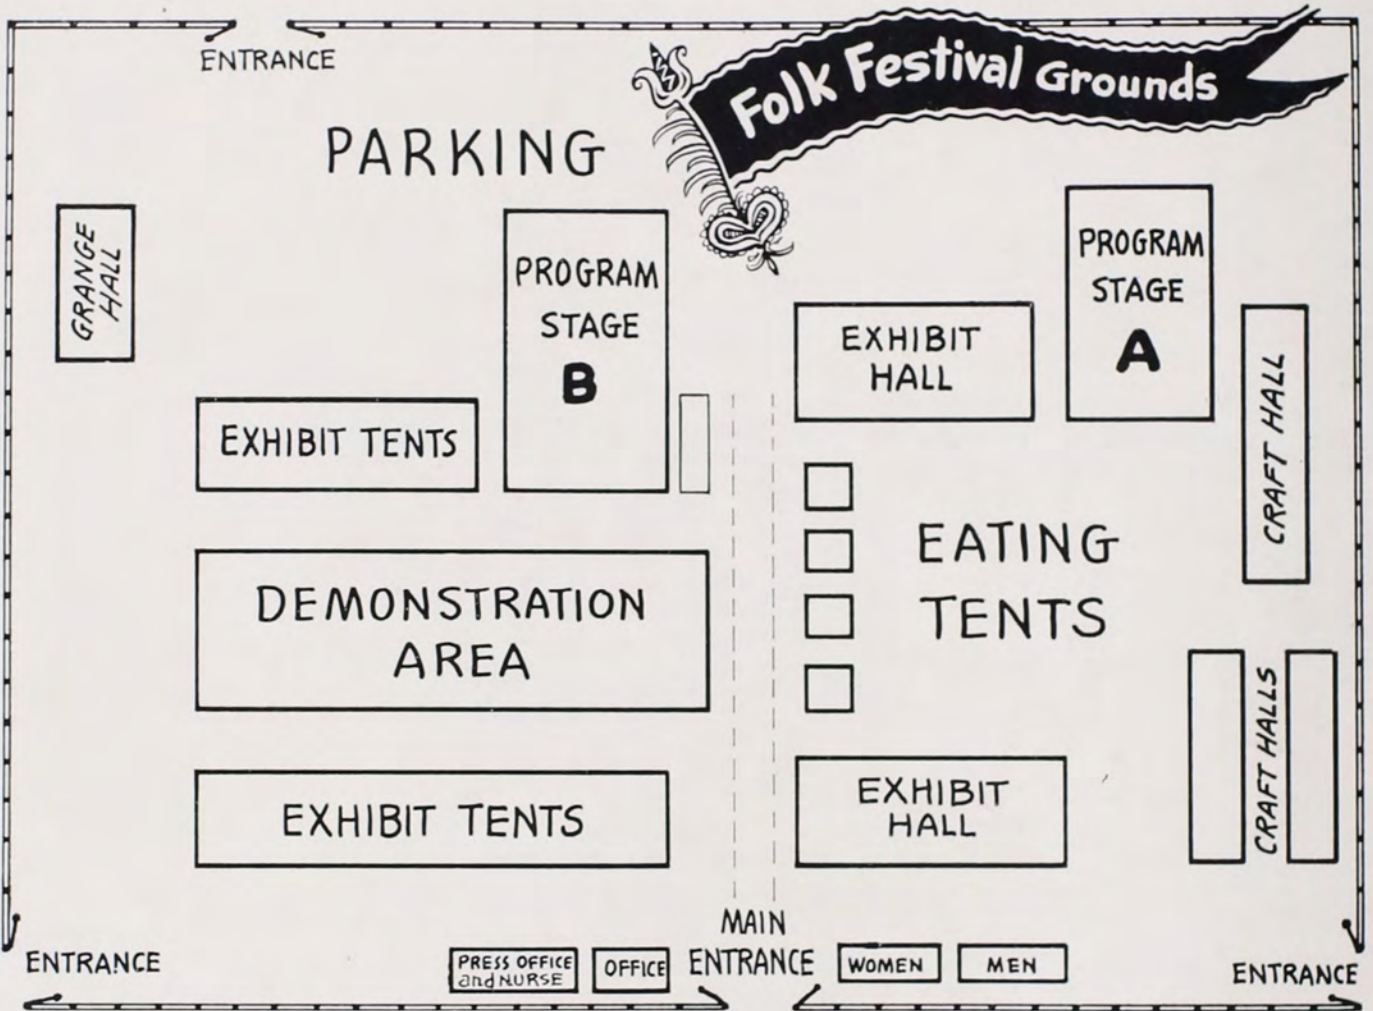 ENTRANCE
Folk Festival Grounds
PARKING
GRANGE
HALL
PROGRAM
STAGE
B
PROGRAM
STAGE
A
EXHIBIT
HALL
CRAFT HALL
EXHIBIT TENTS
EATING
TENTS
DEMONSTRATION
AREA
CRAFT HALLS
EXHIBIT TENTS
EXHIBIT
HALL
MAIN
ENTRANCE
ENTRANCE
PRESS OFFICE
and NURSE
OFFICE
WOMEN
MEN
ENTRANCE